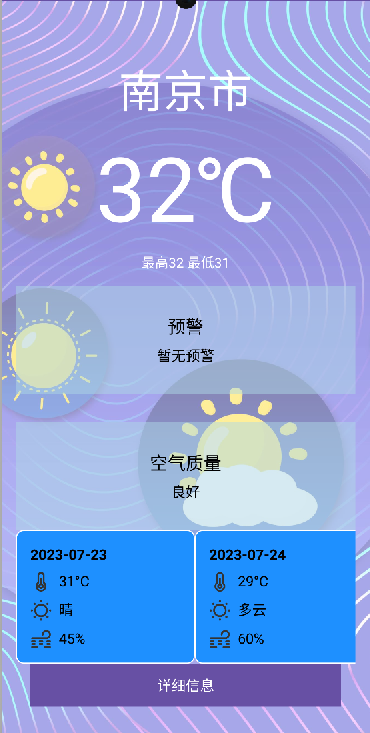 南京市
32℃
最高32 最低31
预警
暂无预警
空气质量
良好
2023-07-23
31°C
晴
45%
2023-07-24
29°C
多云
60%
详细信息